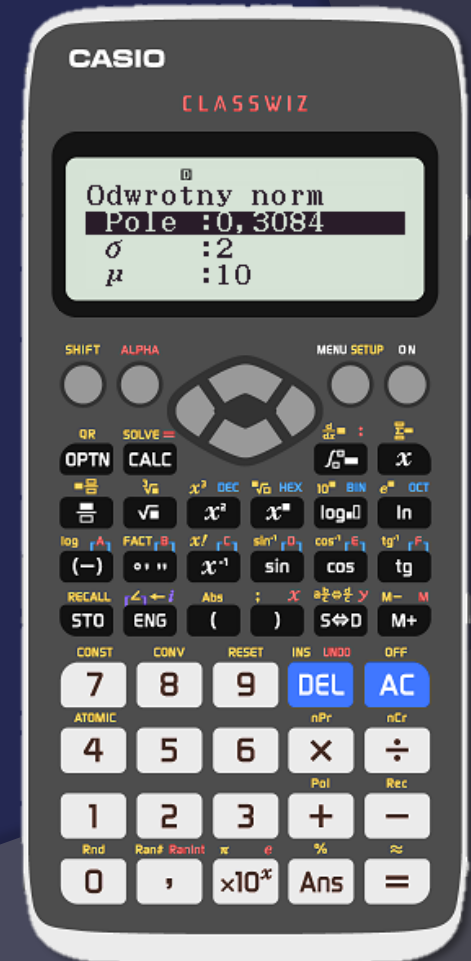 CASIO
CLASSWIZ
D
Odwrotny norm
Pole :0,3084
σ :2
μ :10
SHIFT ALPHA MENU SETUP ON
QR SOLVE = d/dx■ : Σ■
OPTN CALC ∫■ x
■■/■ ³√■ x³ DEC ■√■ HEX 10■ BIN e■ OCT
■/■ √■ x² x■ log■□ ln
log A FACT B x! C sin⁻¹ D cos⁻¹ E tg⁻¹ F
(−) ° ' " x⁻¹ sin cos tg
RECALL ∠ ← i Abs ; x a b/c⇔d/c y M− M
STO ENG ( ) S⇔D M+
CONST CONV RESET INS UNDO OFF
7 8 9 DEL AC
ATOMIC nPr nCr
4 5 6 × ÷
Pol Rec
1 2 3 + −
Rnd Ran# RanInt π e % ≈
0 , ×10ˣ Ans =